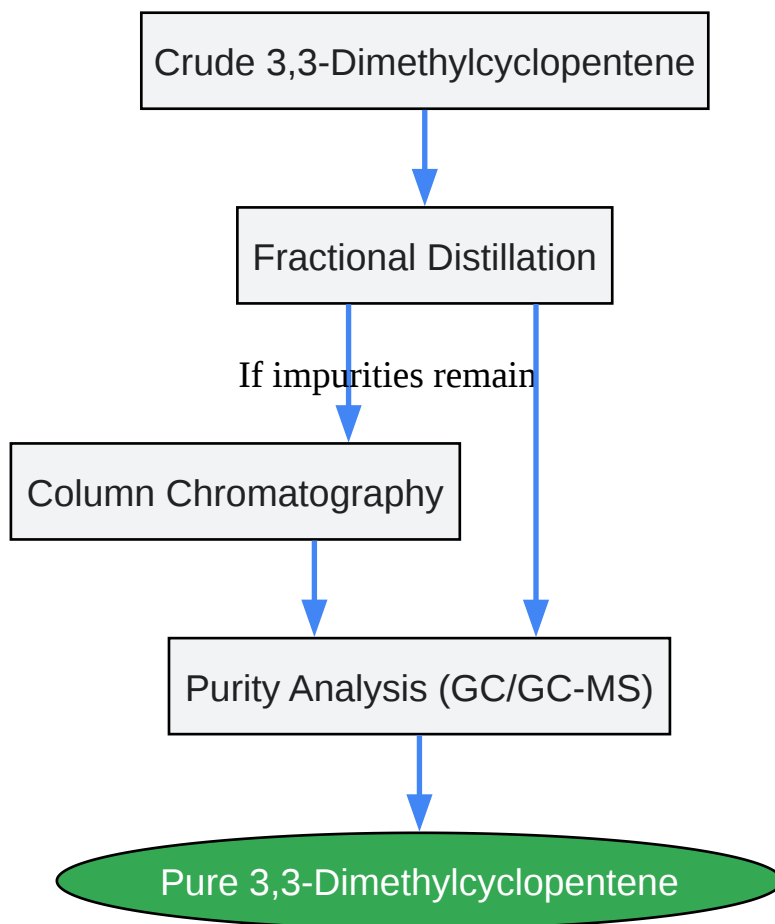 Crude 3,3-Dimethylcyclopentene
Fractional Distillation
If impurities remain
Column Chromatography
Purity Analysis (GC/GC-MS)
Pure 3,3-Dimethylcyclopentene